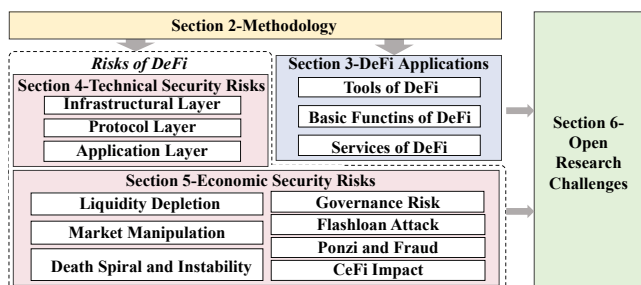 Section 2-Methodology
Risks of DeFi
Section 4-Technical Security Risks
Infrastructural Layer
Protocol Layer
Application Layer
Section 3-DeFi Applications
Tools of DeFi
Basic Functins of DeFi
Services of DeFi
Section 5-Economic Security Risks
Liquidity Depletion
Market Manipulation
Death Spiral and Instability
Governance Risk
Flashloan Attack
Ponzi and Fraud
CeFi Impact
Section 6-
Open
Research
Challenges